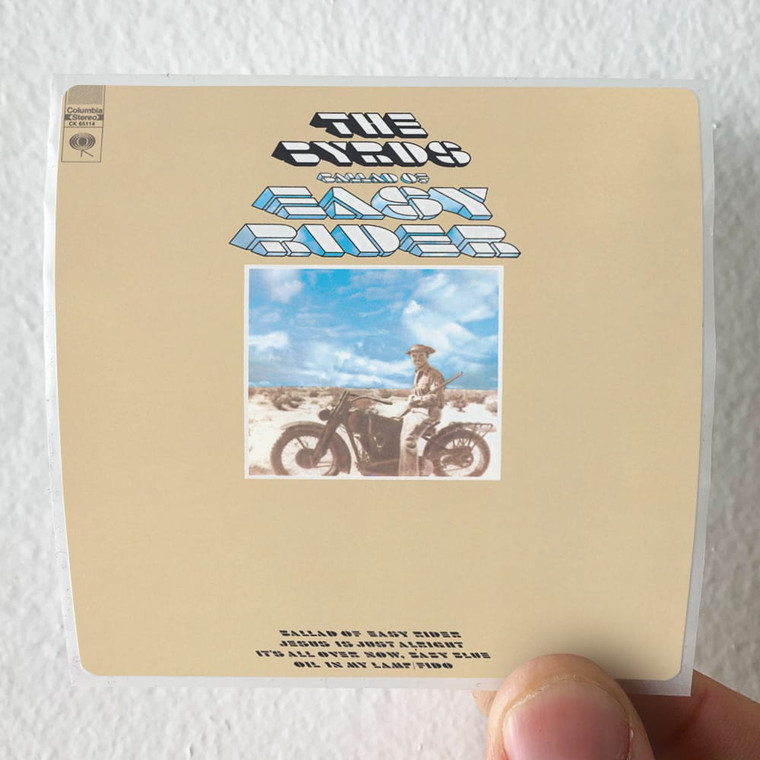 Columbia
Stereo
CK 65114
THE
BYRDS
BALLAD OF
EASY
RIDER
BALLAD OF EASY RIDER
JESUS IS JUST ALRIGHT
IT'S ALL OVER NOW, BABY BLUE
OIL IN MY LAMP/FIDO